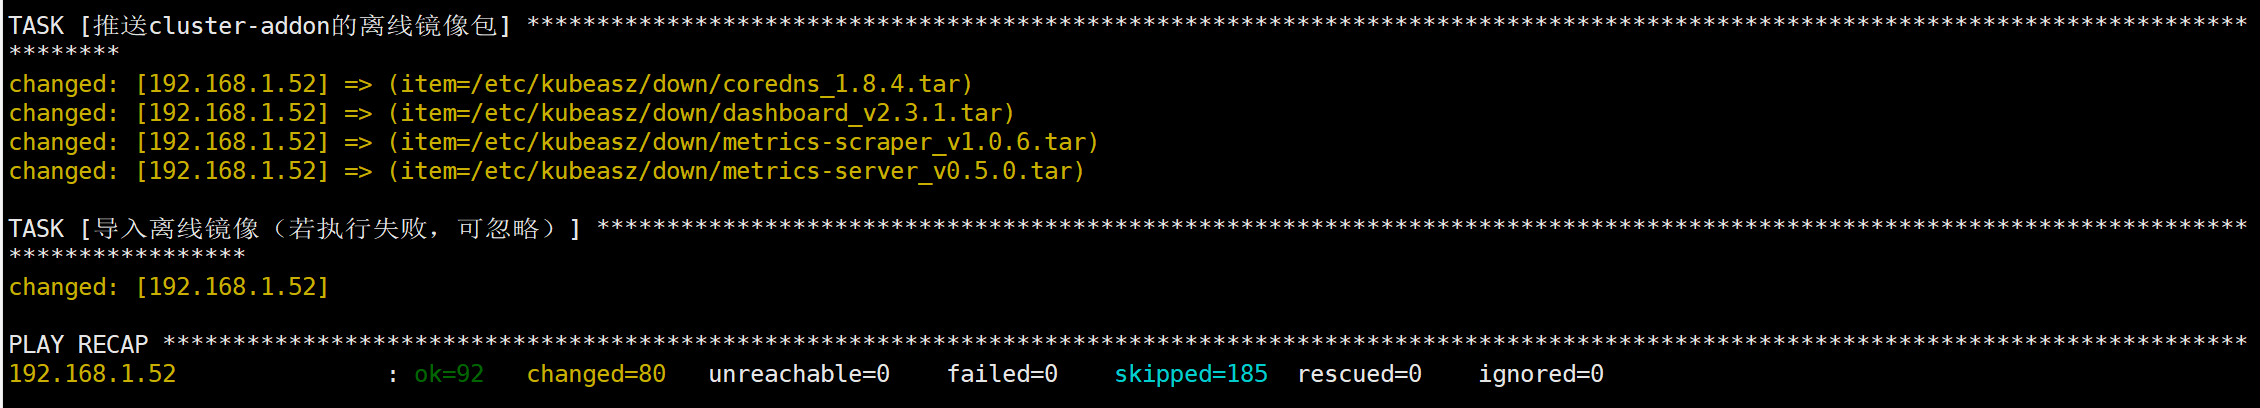 TASK [推送cluster-addon的离线镜像包] ***************************************************************************************************************************
********
changed: [192.168.1.52] => (item=/etc/kubeasz/down/coredns_1.8.4.tar)
changed: [192.168.1.52] => (item=/etc/kubeasz/down/dashboard_v2.3.1.tar)
changed: [192.168.1.52] => (item=/etc/kubeasz/down/metrics-scraper_v1.0.6.tar)
changed: [192.168.1.52] => (item=/etc/kubeasz/down/metrics-server_v0.5.0.tar)
TASK [导入离线镜像（若执行失败，可忽略）] **********************************************************************************************************************
*****************
changed: [192.168.1.52]
PLAY RECAP *****************************************************************************************************************************************************
192.168.1.52               : ok=92   changed=80   unreachable=0    failed=0    skipped=185  rescued=0    ignored=0